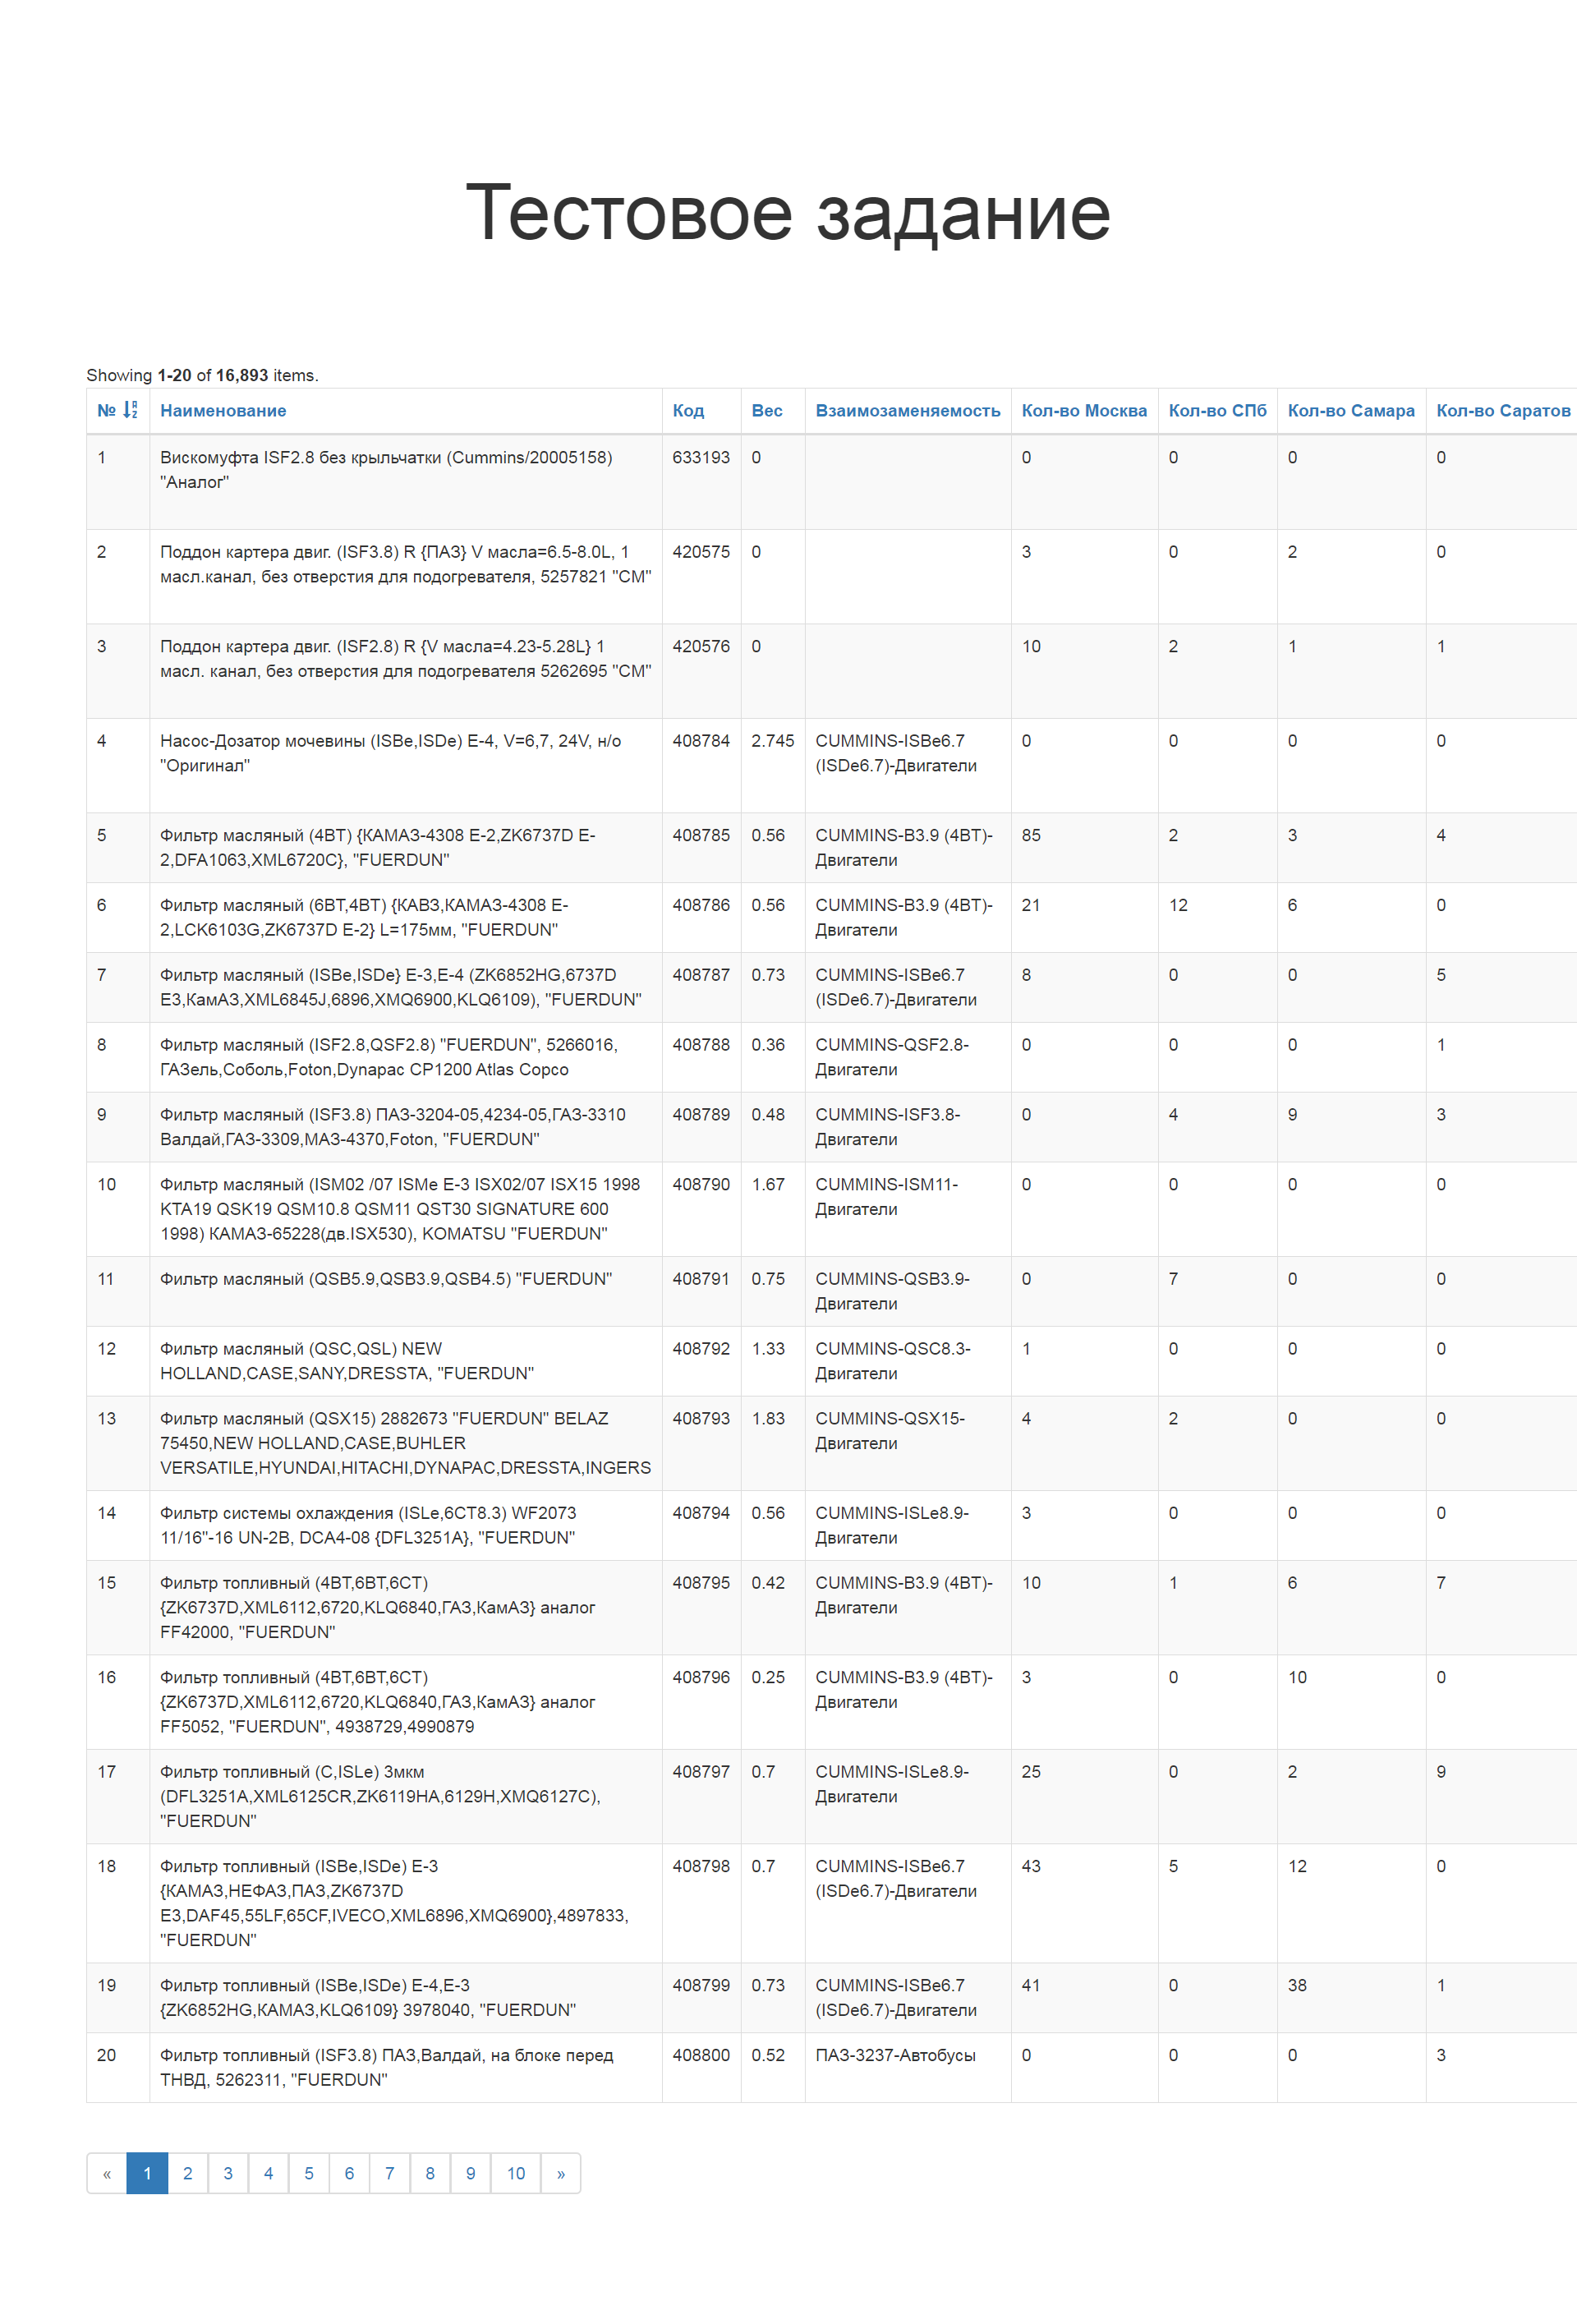 Тестовое задание
Showing 1-20 of 16,893 items.
№ Наименование Код Вес Взаимозаменяемость Кол-во Москва Кол-во СПб Кол-во Самара Кол-во Саратов
1 Вискомуфта ISF2.8 без крыльчатки (Cummins/20005158) 633193 0 0 0 0 0
"Аналог"
2 Поддон картера двиг. (ISF3.8) R {ПАЗ} V масла=6.5-8.0L, 1 420575 0 3 0 2 0
масл.канал, без отверстия для подогревателя, 5257821 "СМ"
3 Поддон картера двиг. (ISF2.8) R {V масла=4.23-5.28L} 1 420576 0 10 2 1 1
масл. канал, без отверстия для подогревателя 5262695 "СМ"
4 Насос-Дозатор мочевины (ISBe,ISDe) E-4, V=6,7, 24V, н/о 408784 2.745 CUMMINS-ISBe6.7 0 0 0 0
"Оригинал" (ISDe6.7)-Двигатели
5 Фильтр масляный (4BT) {КАМАЗ-4308 Е-2,ZK6737D Е- 408785 0.56 CUMMINS-B3.9 (4BT)- 85 2 3 4
2,DFA1063,XML6720C}, "FUERDUN" Двигатели
6 Фильтр масляный (6BT,4BT) {КАВЗ,КАМАЗ-4308 Е- 408786 0.56 CUMMINS-B3.9 (4BT)- 21 12 6 0
2,LCK6103G,ZK6737D Е-2} L=175мм, "FUERDUN" Двигатели
7 Фильтр масляный (ISBe,ISDe} E-3,E-4 (ZK6852HG,6737D 408787 0.73 CUMMINS-ISBe6.7 8 0 0 5
E3,КамАЗ,XML6845J,6896,XMQ6900,KLQ6109), "FUERDUN" (ISDe6.7)-Двигатели
8 Фильтр масляный (ISF2.8,QSF2.8) "FUERDUN", 5266016, 408788 0.36 CUMMINS-QSF2.8- 0 0 0 1
ГАЗель,Соболь,Foton,Dynapac CP1200 Atlas Copco Двигатели
9 Фильтр масляный (ISF3.8) ПАЗ-3204-05,4234-05,ГАЗ-3310 408789 0.48 CUMMINS-ISF3.8- 0 4 9 3
Валдай,ГАЗ-3309,МАЗ-4370,Foton, "FUERDUN" Двигатели
10 Фильтр масляный (ISM02 /07 ISMe E-3 ISX02/07 ISX15 1998 408790 1.67 CUMMINS-ISM11- 0 0 0 0
KTA19 QSK19 QSM10.8 QSM11 QST30 SIGNATURE 600 Двигатели
1998) КАМАЗ-65228(дв.ISX530), KOMATSU "FUERDUN"
11 Фильтр масляный (QSB5.9,QSB3.9,QSB4.5) "FUERDUN" 408791 0.75 CUMMINS-QSB3.9- 0 7 0 0
Двигатели
12 Фильтр масляный (QSC,QSL) NEW 408792 1.33 CUMMINS-QSC8.3- 1 0 0 0
HOLLAND,CASE,SANY,DRESSTA, "FUERDUN" Двигатели
13 Фильтр масляный (QSX15) 2882673 "FUERDUN" BELAZ 408793 1.83 CUMMINS-QSX15- 4 2 0 0
75450,NEW HOLLAND,CASE,BUHLER Двигатели
VERSATILE,HYUNDAI,HITACHI,DYNAPAC,DRESSTA,INGERS
14 Фильтр системы охлаждения (ISLe,6CT8.3) WF2073 408794 0.56 CUMMINS-ISLe8.9- 3 0 0 0
11/16"-16 UN-2B, DCA4-08 {DFL3251A}, "FUERDUN" Двигатели
15 Фильтр топливный (4BT,6BT,6CT) 408795 0.42 CUMMINS-B3.9 (4BT)- 10 1 6 7
{ZK6737D,XML6112,6720,KLQ6840,ГАЗ,КамАЗ} аналог Двигатели
FF42000, "FUERDUN"
16 Фильтр топливный (4BT,6BT,6CT) 408796 0.25 CUMMINS-B3.9 (4BT)- 3 0 10 0
{ZK6737D,XML6112,6720,KLQ6840,ГАЗ,КамАЗ} аналог Двигатели
FF5052, "FUERDUN", 4938729,4990879
17 Фильтр топливный (C,ISLe) 3мкм 408797 0.7 CUMMINS-ISLe8.9- 25 0 2 9
(DFL3251A,XML6125CR,ZK6119HA,6129H,XMQ6127C), Двигатели
"FUERDUN"
18 Фильтр топливный (ISBe,ISDe) E-3 408798 0.7 CUMMINS-ISBe6.7 43 5 12 0
{КАМАЗ,НЕФАЗ,ПАЗ,ZK6737D (ISDe6.7)-Двигатели
E3,DAF45,55LF,65CF,IVECO,XML6896,XMQ6900},4897833,
"FUERDUN"
19 Фильтр топливный (ISBe,ISDe) E-4,E-3 408799 0.73 CUMMINS-ISBe6.7 41 0 38 1
{ZK6852HG,КАМАЗ,KLQ6109} 3978040, "FUERDUN" (ISDe6.7)-Двигатели
20 Фильтр топливный (ISF3.8) ПАЗ,Валдай, на блоке перед 408800 0.52 ПАЗ-3237-Автобусы 0 0 0 3
ТНВД, 5262311, "FUERDUN"
« 1 2 3 4 5 6 7 8 9 10 »